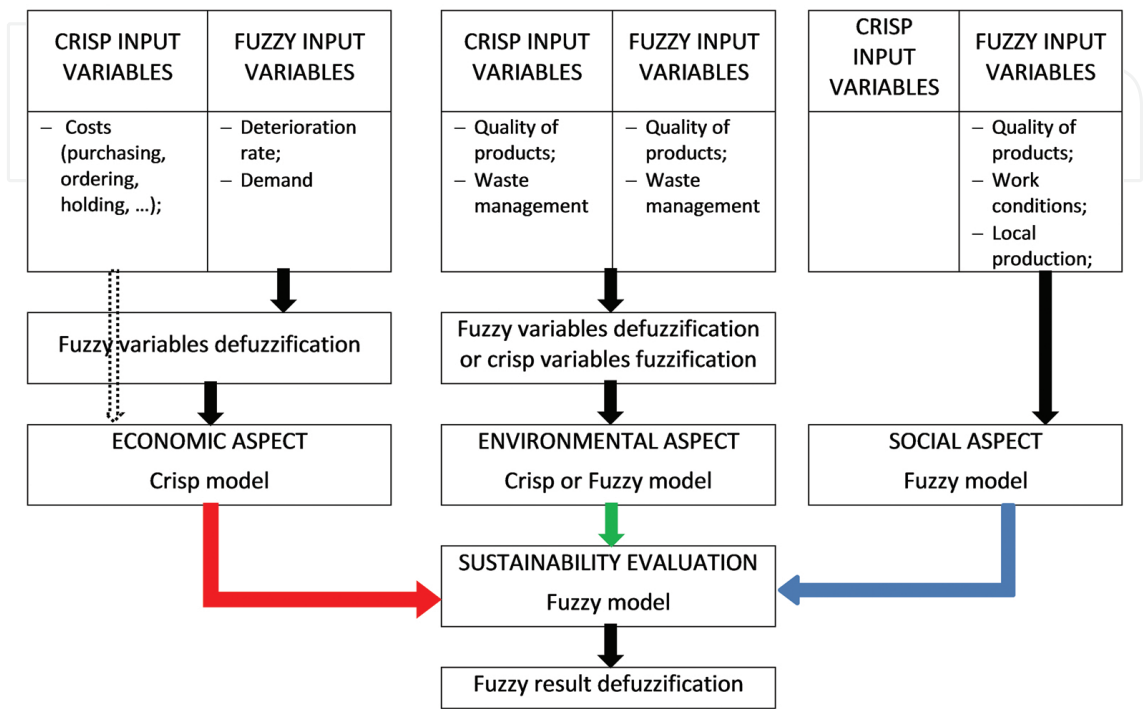 CRISP INPUT
VARIABLES
FUZZY INPUT
VARIABLES
– Costs
(purchasing,
ordering,
holding, ...);
– Deterioration
rate;
– Demand
CRISP INPUT
VARIABLES
FUZZY INPUT
VARIABLES
– Quality of
products;
– Waste
management
– Quality of
products;
– Waste
management
CRISP
INPUT
VARIABLES
FUZZY INPUT
VARIABLES
– Quality of
products;
– Work
conditions;
– Local
production;
Fuzzy variables defuzzification
Fuzzy variables defuzzification
or crisp variables fuzzification
ECONOMIC ASPECT
Crisp model
ENVIRONMENTAL ASPECT
Crisp or Fuzzy model
SOCIAL ASPECT
Fuzzy model
SUSTAINABILITY EVALUATION
Fuzzy model
Fuzzy result defuzzification